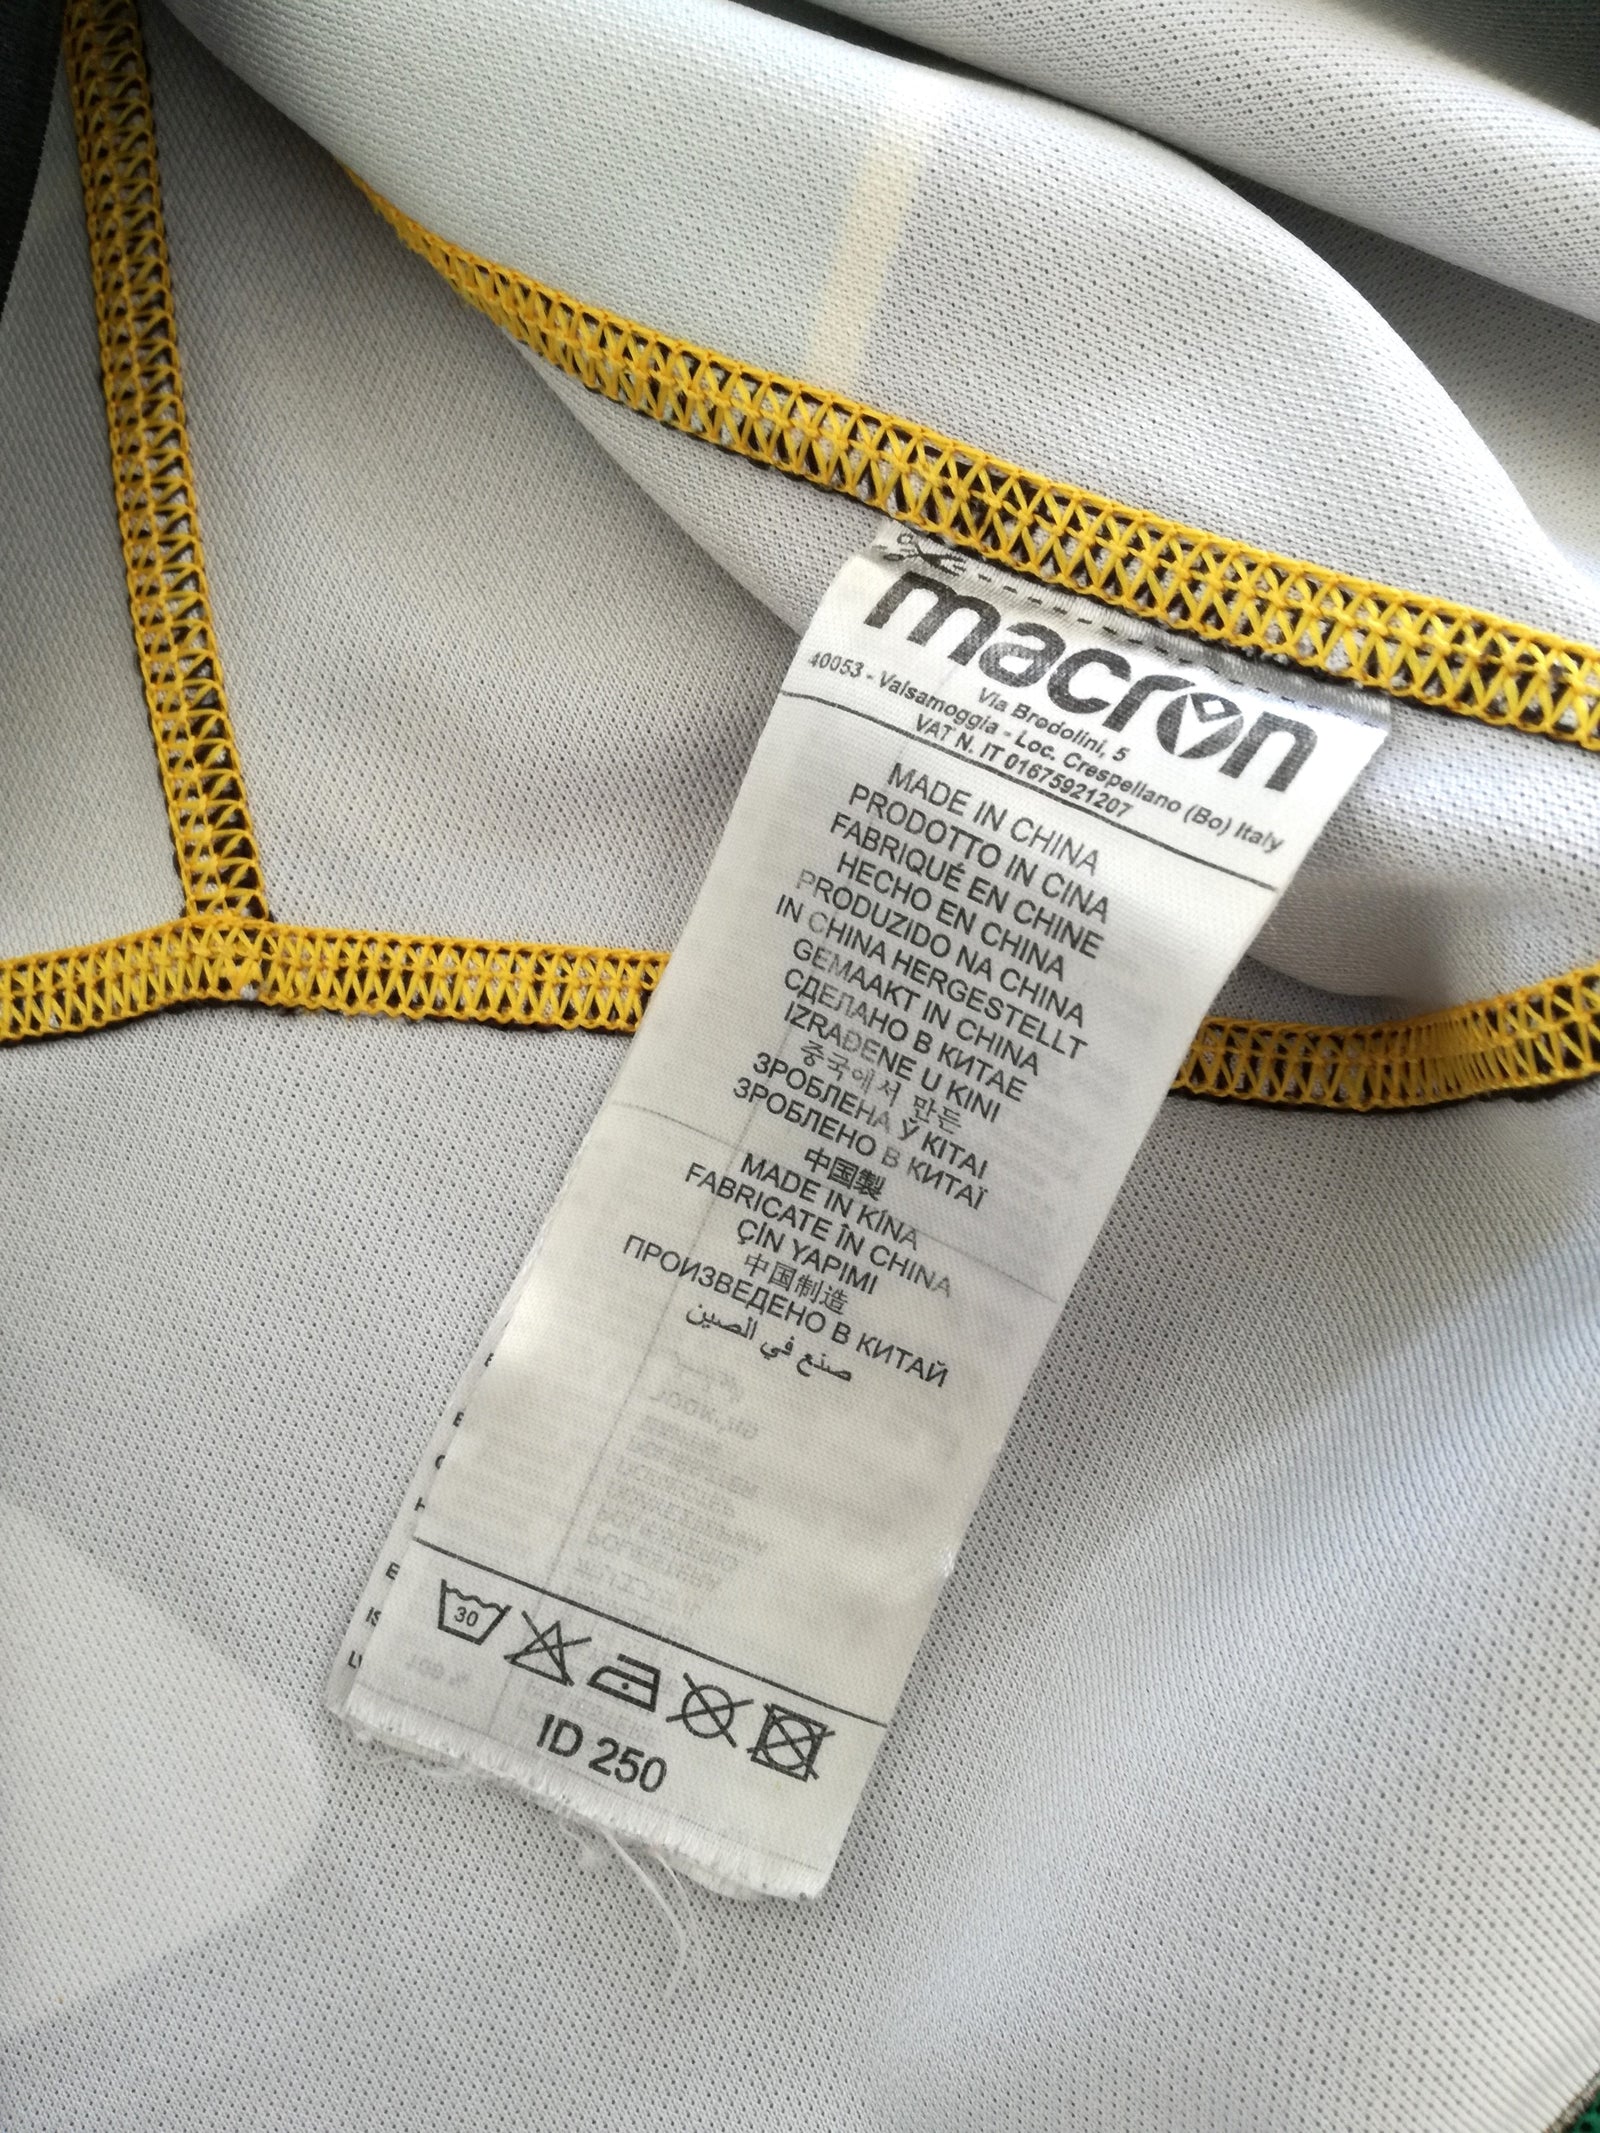 macron
Via Bredolini, 5
40053 - Valsamoggia - Loc. Crespellano (Bo) Italy
VAT N. IT 01675921207
MADE IN CHINA
PRODOTTO IN CINA
FABRIQUÉ EN CHINE
HECHO EN CHINA
PRODUZIDO NA CHINA
IN CHINA HERGESTELLT
GEMAAKT IN CHINA
СДЕЛАНО В КИТАЕ
IZRAĐENE U KINI
중국에서 만든
ЗРОБЛЕНА Ў КІТАІ
ЗРОБЛЕНО В КИТАЇ
中国製
MADE IN KÍNA
FABRICATE ÎN CHINA
ÇİN YAPIMI
中国制造
ПРОИЗВЕДЕНО В КИТАЙ
صنع في الصين
30
ID 250